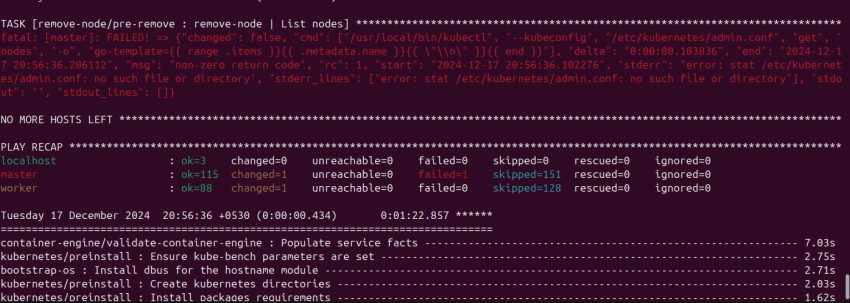 TASK [remove-node/pre-remove : remove-node | List nodes] ****************************************************************************
fatal: [master]: FAILED! => {"changed": false, "cmd": ["/usr/local/bin/kubectl", "--kubeconfig", "/etc/kubernetes/admin.conf", "get", "
nodes", "-o", "go-template={{ range .items }}{{ .metadata.name }}{{ \"\\n\" }}{{ end }}"], "delta": "0:00:00.103836", "end": "2024-12-1
7 20:56:36.206112", "msg": "non-zero return code", "rc": 1, "start": "2024-12-17 20:56:36.102276", "stderr": "error: stat /etc/kubernet
es/admin.conf: no such file or directory", "stderr_lines": ["error: stat /etc/kubernetes/admin.conf: no such file or directory"], "stdo
ut": "", "stdout_lines": []}
NO MORE HOSTS LEFT ******************************************************************************************************************
PLAY RECAP **************************************************************************************************************************
localhost : ok=3 changed=0 unreachable=0 failed=0 skipped=0 rescued=0 ignored=0
master : ok=115 changed=1 unreachable=0 failed=1 skipped=151 rescued=0 ignored=0
worker : ok=88 changed=1 unreachable=0 failed=0 skipped=128 rescued=0 ignored=0
Tuesday 17 December 2024 20:56:36 +0530 (0:00:00.434) 0:01:22.857 ******
===============================================================================
container-engine/validate-container-engine : Populate service facts ------------------------------------------------------------ 7.03s
kubernetes/preinstall : Ensure kube-bench parameters are set -------------------------------------------------------------------- 2.75s
bootstrap-os : Install dbus for the hostname module ----------------------------------------------------------------------------- 2.71s
kubernetes/preinstall : Create kubernetes directories --------------------------------------------------------------------------- 2.03s
kubernetes/preinstall : Install packages requirements --------------------------------------------------------------------------- 1.62s